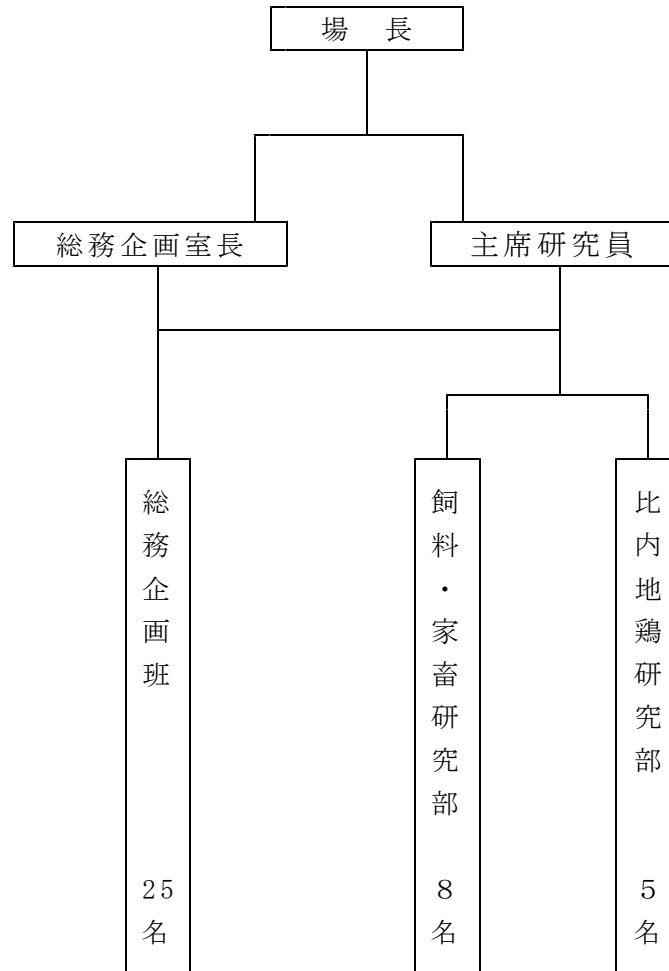 場　長
総務企画室長
主席研究員
総務企画班　25名
飼料・家畜研究部　８名
比内地鶏研究部　５名